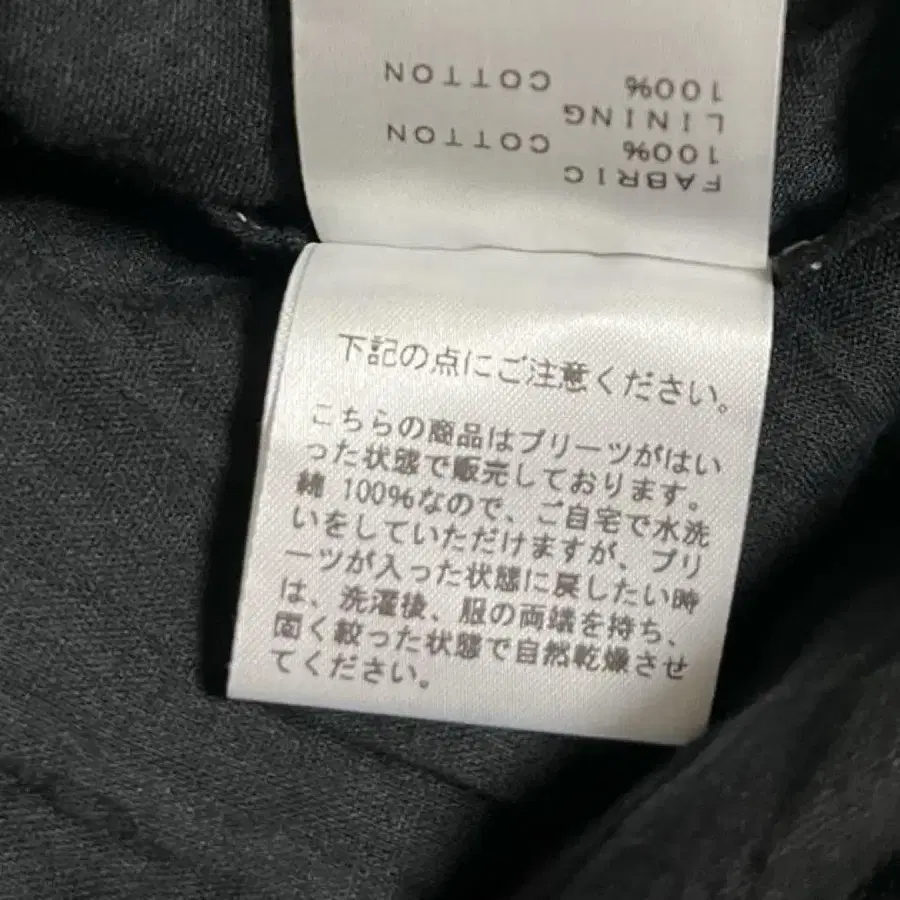 FABRIC
100% COTTON
LINING
100% COTTON
下記の点にご注意ください。
こちらの商品はプリーツがはい
った状態で販売しております。
綿 100%なので、ご自宅で水洗
いをしていただけますが、プリ
ーツが入った状態に戻したい時
は、洗濯後、服の両端を持ち、
固く絞った状態で自然乾燥させ
てください。